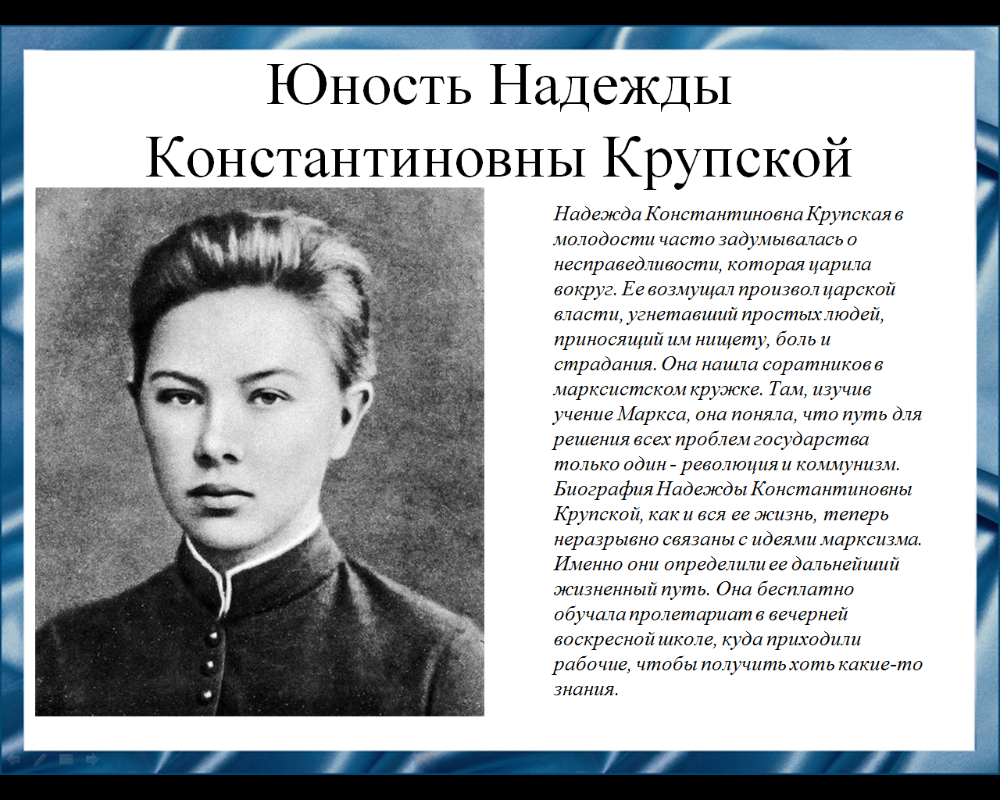 Юность Надежды
Константиновны Крупской
Надежда Константиновна Крупская в
молодости часто задумывалась о
несправедливости, которая царила
вокруг. Ее возмущал произвол царской
власти, угнетавший простых людей,
приносящий им нищету, боль и
страдания. Она нашла соратников в
марксистском кружке. Там, изучив
учение Маркса, она поняла, что путь для
решения всех проблем государства
только один - революция и коммунизм.
Биография Надежды Константиновны
Крупской, как и вся ее жизнь, теперь
неразрывно связаны с идеями марксизма.
Именно они определили ее дальнейший
жизненный путь. Она бесплатно
обучала пролетариат в вечерней
воскресной школе, куда приходили
рабочие, чтобы получить хоть какие-то
знания.